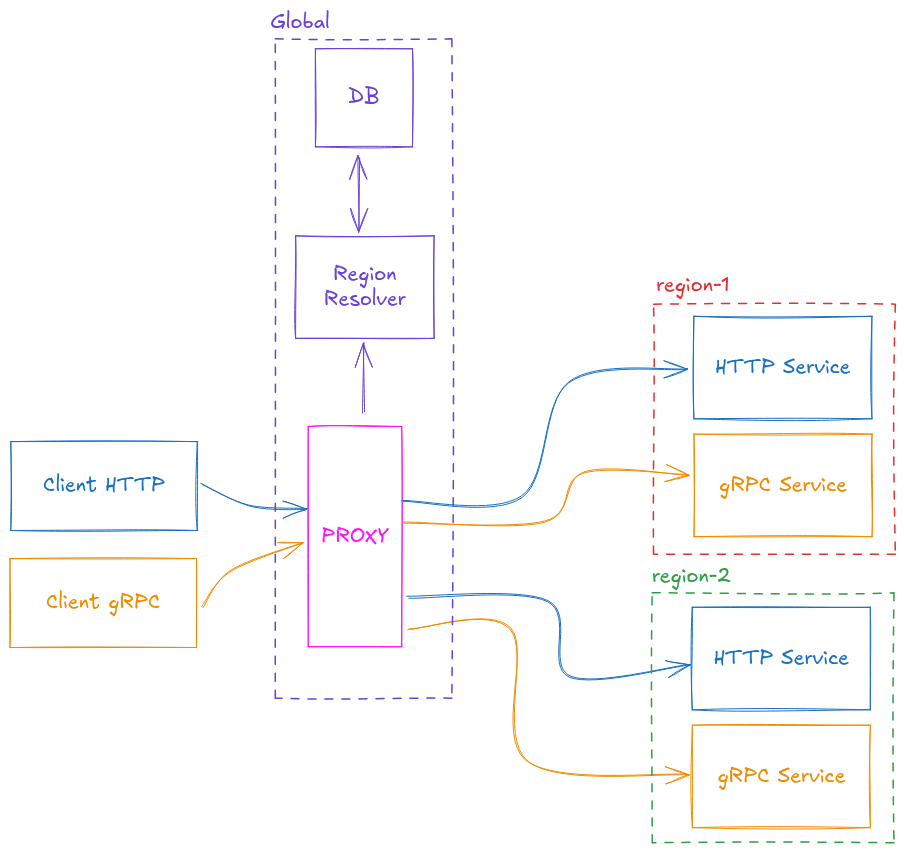 Global
DB
Region
Resolver
region-1
HTTP Service
gRPC Service
Client HTTP
PROXY
Client gRPC
region-2
HTTP Service
gRPC Service